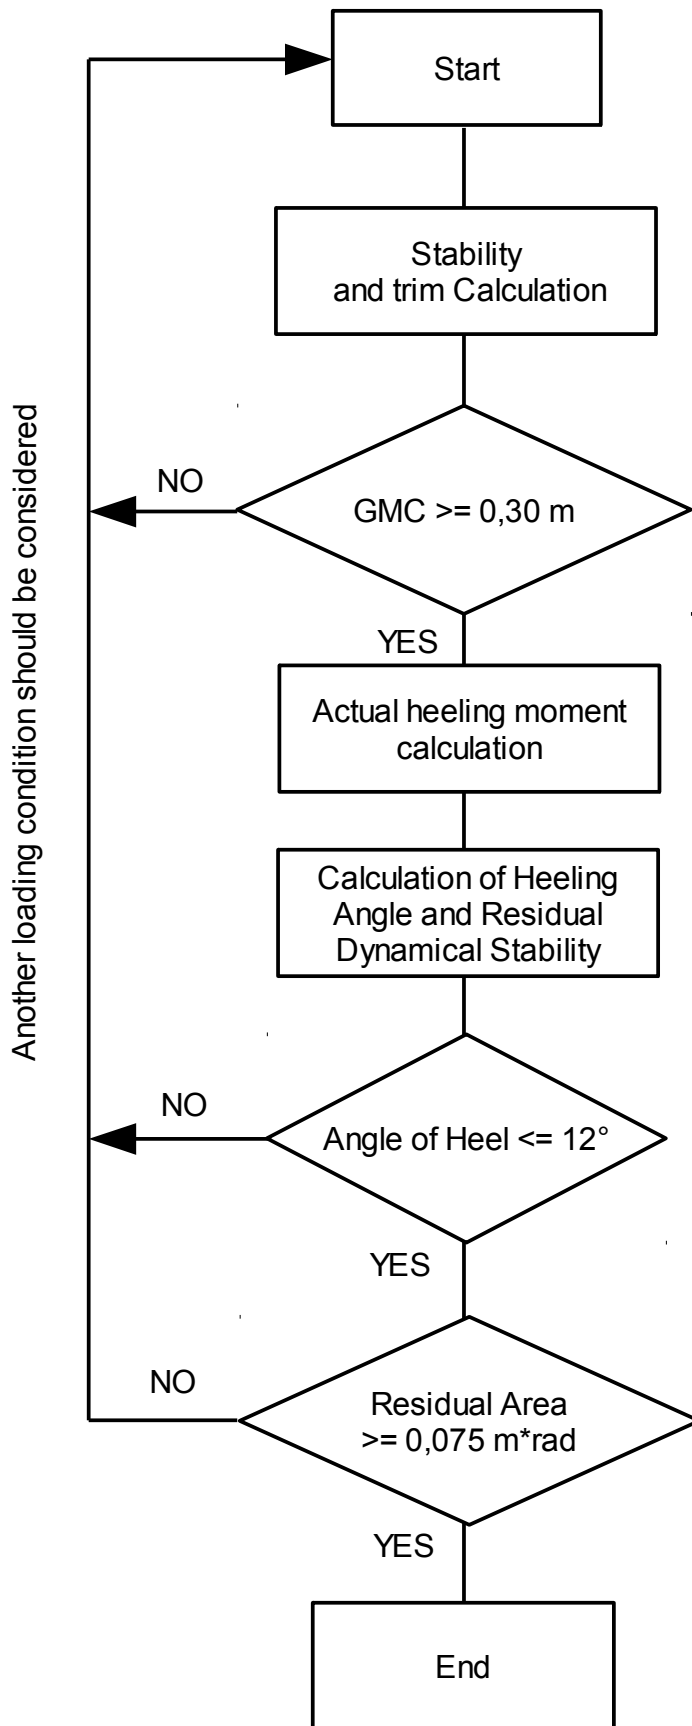 Start
Stability
and trim Calculation
Another loading condition should be considered
NO
GMC >= 0,30 m
YES
Actual heeling moment
calculation
Calculation of Heeling
Angle and Residual
Dynamical Stability
NO
Angle of Heel <= 12°
YES
NO
Residual Area
>= 0,075 m*rad
YES
End